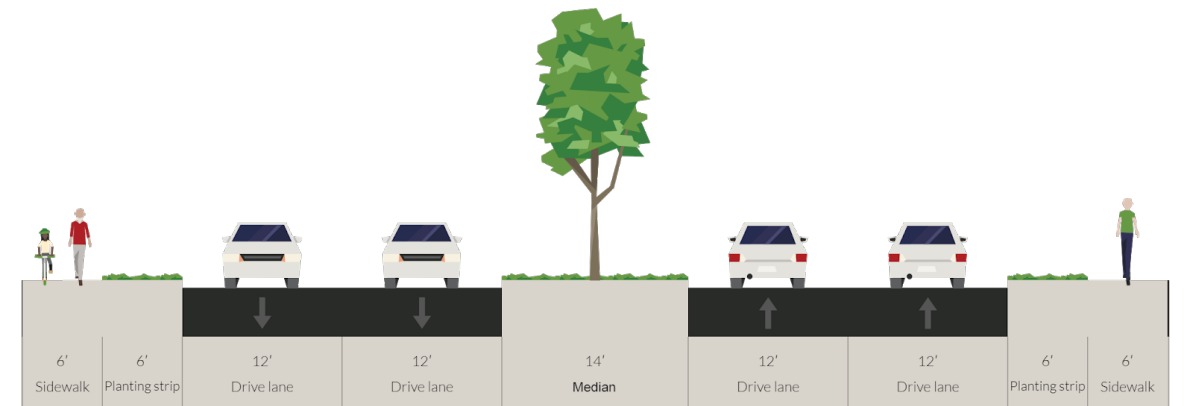 6′ 6′ 12′ 12′ 14′ 12′ 12′ 6′ 6′
Sidewalk Planting strip Drive lane Drive lane Median Drive lane Drive lane Planting strip Sidewalk